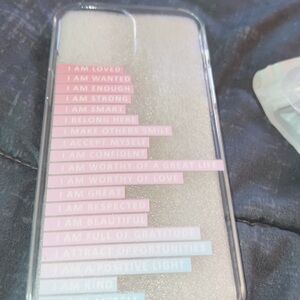 I AM LOVED
I AM WANTED
I AM ENOUGH
I AM STRONG
I AM SMART
I BELONG HERE
I MAKE OTHERS SMILE
I ACCEPT MYSELF
I AM CONFIDENT
I AM WORTHY OF A GREAT LIFE
I AM WORTHY OF LOVE
I AM GREAT
I AM RESPECTED
I AM BEAUTIFUL
I AM FULL OF
I ATTRACT OPPORTUNITIES
I AM A POSITIVE LIGHT
I AM KIND